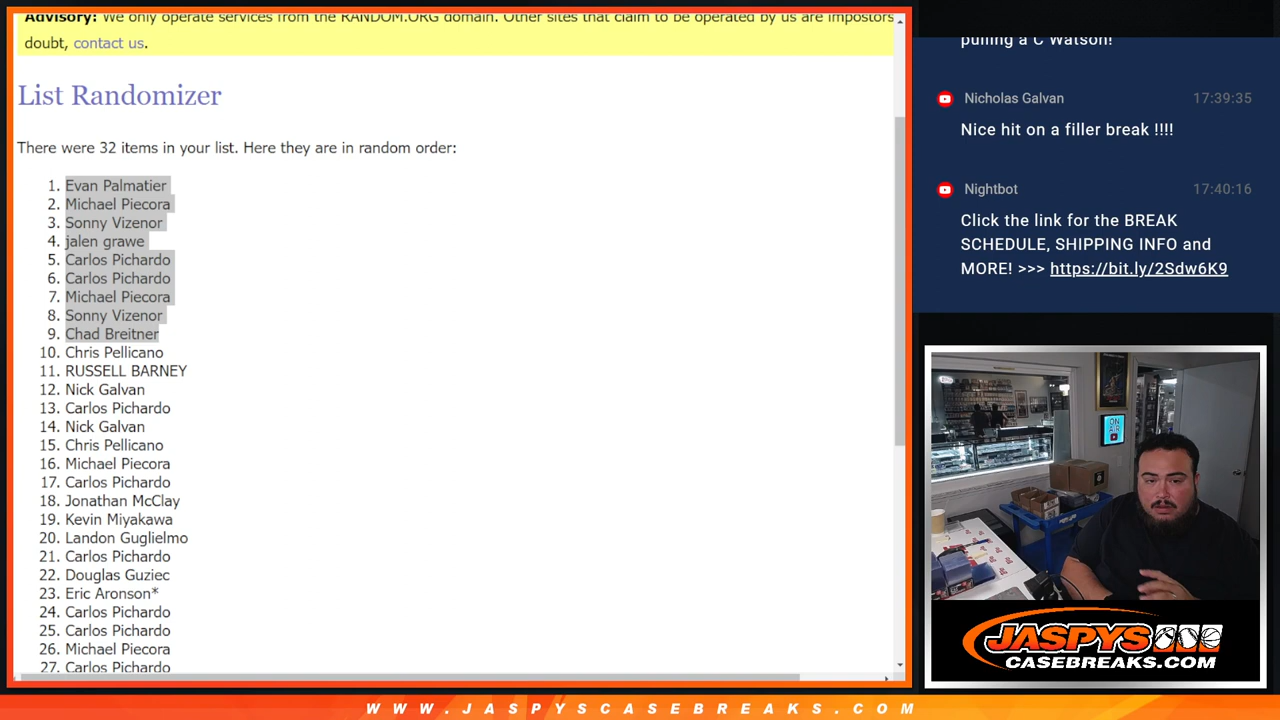 Advisory: We only operate services from the RANDOM.ORG domain. Other sites that claim to be operated by us are impostors
doubt, contact us.
List Randomizer
There were 32 items in your list. Here they are in random order:
1. Evan Palmatier
2. Michael Piecora
3. Sonny Vizenor
4. jalen grawe
5. Carlos Pichardo
6. Carlos Pichardo
7. Michael Piecora
8. Sonny Vizenor
9. Chad Breitner
10. Chris Pellicano
11. RUSSELL BARNEY
12. Nick Galvan
13. Carlos Pichardo
14. Nick Galvan
15. Chris Pellicano
16. Michael Piecora
17. Carlos Pichardo
18. Jonathan McClay
19. Kevin Miyakawa
20. Landon Guglielmo
21. Carlos Pichardo
22. Douglas Guziec
23. Eric Aronson*
24. Carlos Pichardo
25. Carlos Pichardo
26. Michael Piecora
27. Carlos Pichardo
pulling a C Watson!
Nicholas Galvan 17:39:35
Nice hit on a filler break !!!!
Nightbot 17:40:16
Click the link for the BREAK
SCHEDULE, SHIPPING INFO and
MORE! >>> https://bit.ly/2Sdw6K9
ON
AIR
JASPYS
CASEBREAKS.COM
WWW.JASPYSCASEBREAKS.COM